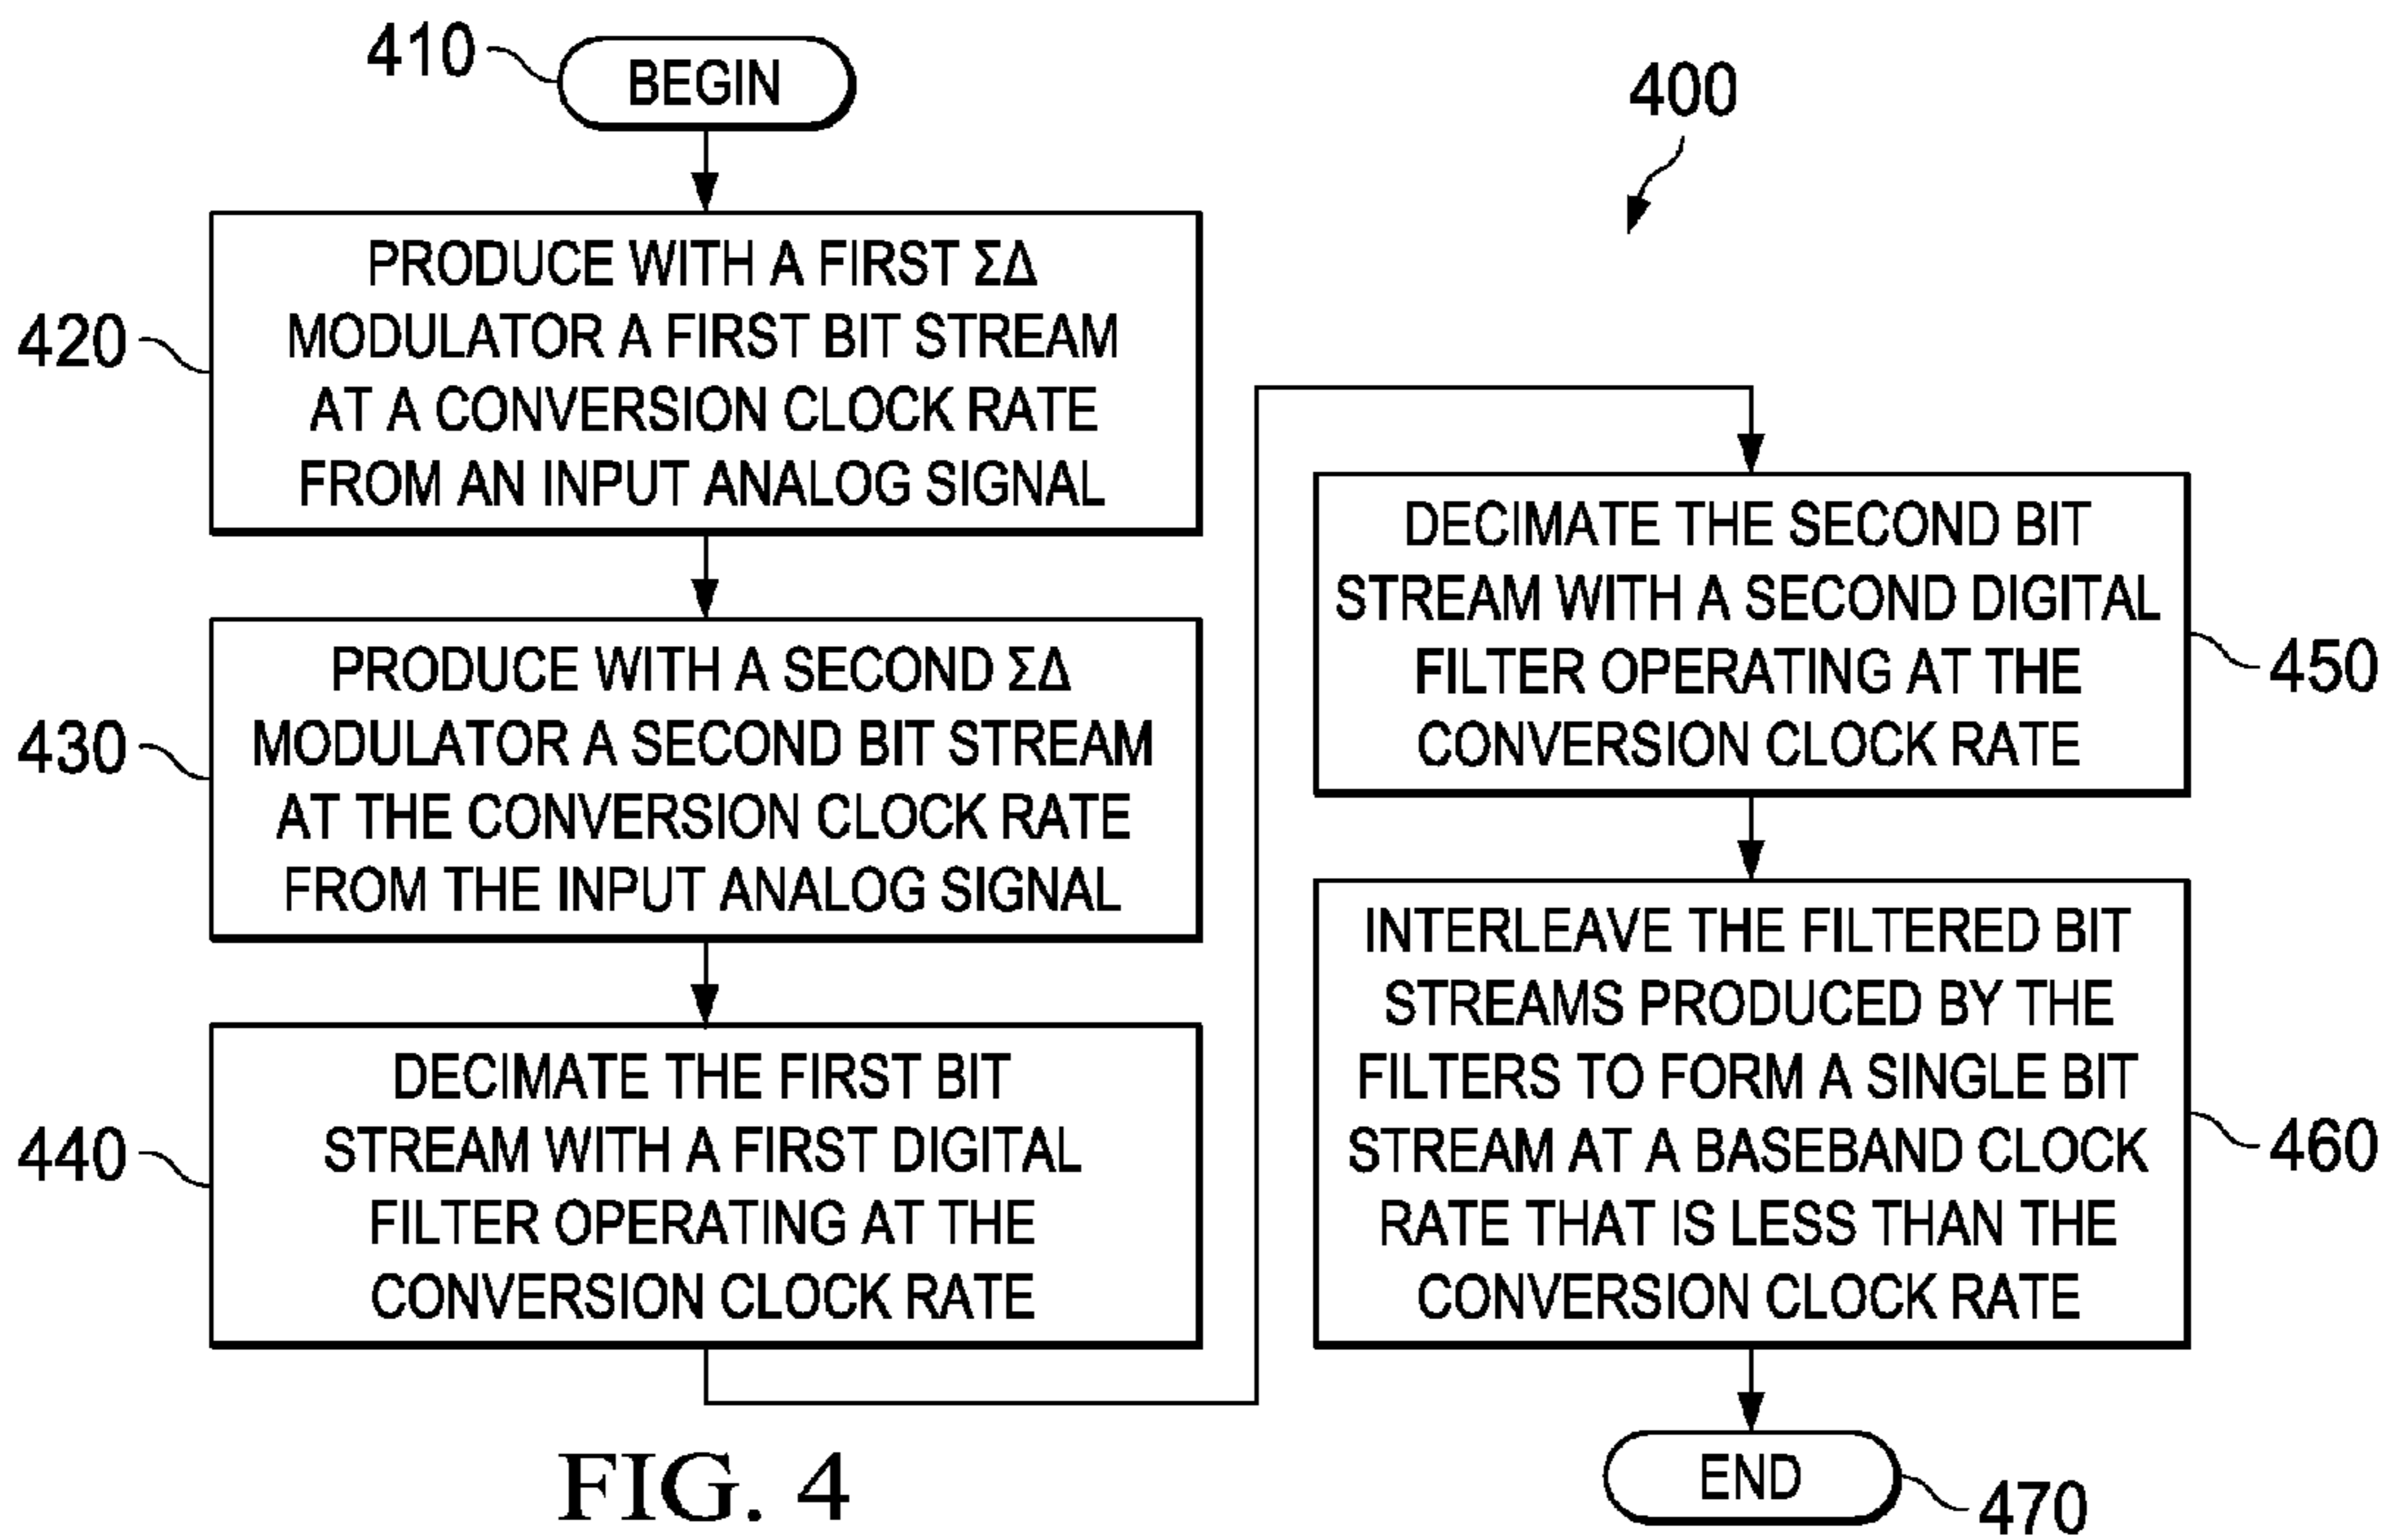 410
BEGIN
400
420
PRODUCE WITH A FIRST ΣΔ
MODULATOR A FIRST BIT STREAM
AT A CONVERSION CLOCK RATE
FROM AN INPUT ANALOG SIGNAL
430
PRODUCE WITH A SECOND ΣΔ
MODULATOR A SECOND BIT STREAM
AT THE CONVERSION CLOCK RATE
FROM THE INPUT ANALOG SIGNAL
440
DECIMATE THE FIRST BIT
STREAM WITH A FIRST DIGITAL
FILTER OPERATING AT THE
CONVERSION CLOCK RATE
DECIMATE THE SECOND BIT
STREAM WITH A SECOND DIGITAL
FILTER OPERATING AT THE
CONVERSION CLOCK RATE
450
INTERLEAVE THE FILTERED BIT
STREAMS PRODUCED BY THE
FILTERS TO FORM A SINGLE BIT
STREAM AT A BASEBAND CLOCK
RATE THAT IS LESS THAN THE
CONVERSION CLOCK RATE
460
END
470
FIG. 4